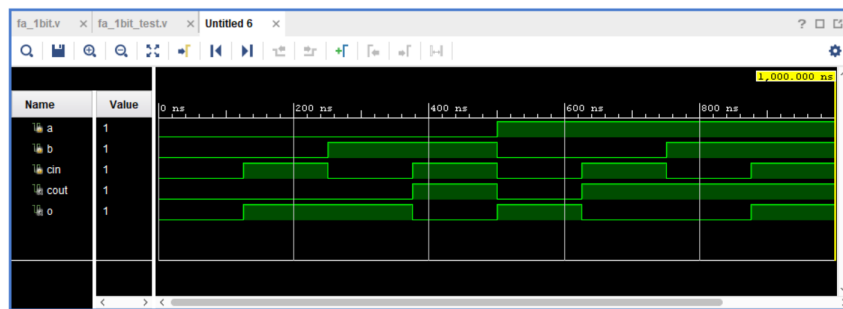 fa_1bit.v × fa_1bit_test.v × Untitled 6 × ?
1,000.000 ns
Name Value 0 ns 200 ns 400 ns 600 ns 800 ns
a 1
b 1
cin 1
cout 1
o 1